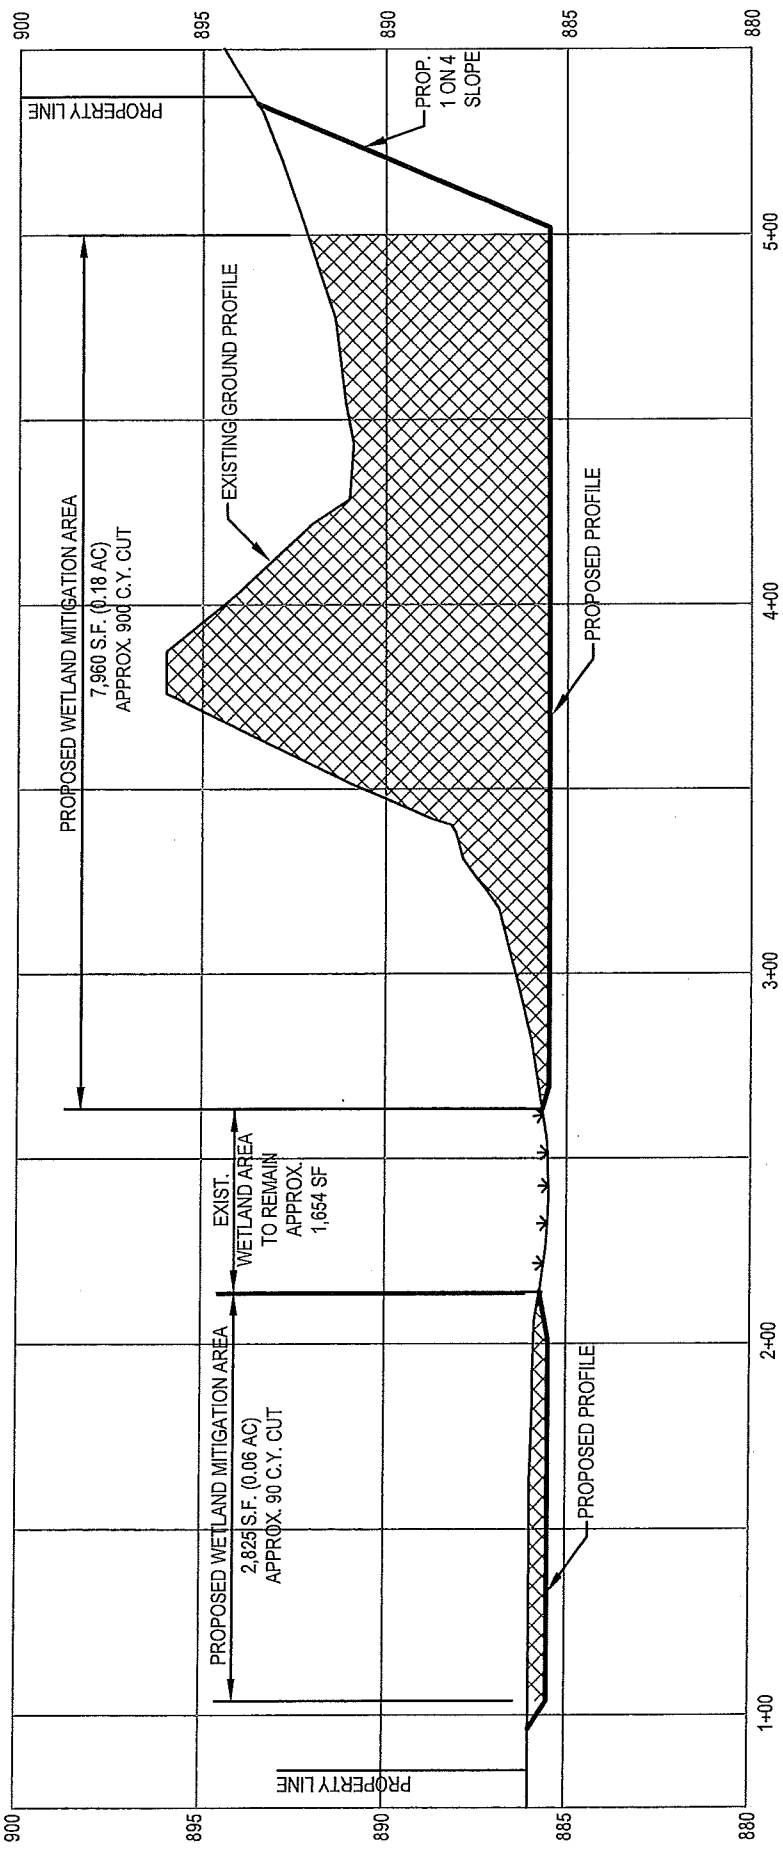 900
895
890
885
880
PROPERTY LINE
PROPOSED WETLAND MITIGATION AREA
2,825 S.F. (0.06 AC)
APPROX. 90 C.Y. CUT
EXIST.
WETLAND AREA
TO REMAIN
APPROX.
1,654 SF
PROPOSED WETLAND MITIGATION AREA
7,960 S.F. (0.18 AC)
APPROX. 900 C.Y. CUT
EXISTING GROUND PROFILE
PROPERTY LINE
PROP.
1 ON 4
SLOPE
PROPOSED PROFILE
PROPOSED PROFILE
900
895
890
885
880
1+00
2+00
3+00
4+00
5+00